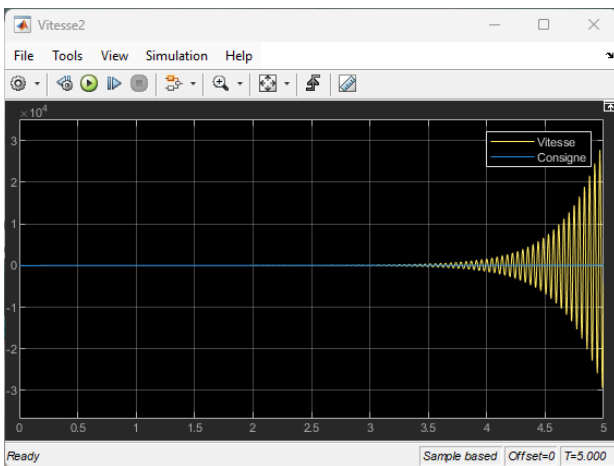 Vitesse2
File Tools View Simulation Help
×10⁴
Vitesse
Consigne
3
2
1
0
-1
-2
-3
0 0.5 1 1.5 2 2.5 3 3.5 4 4.5 5
Ready Sample based Offset=0 T=5.000